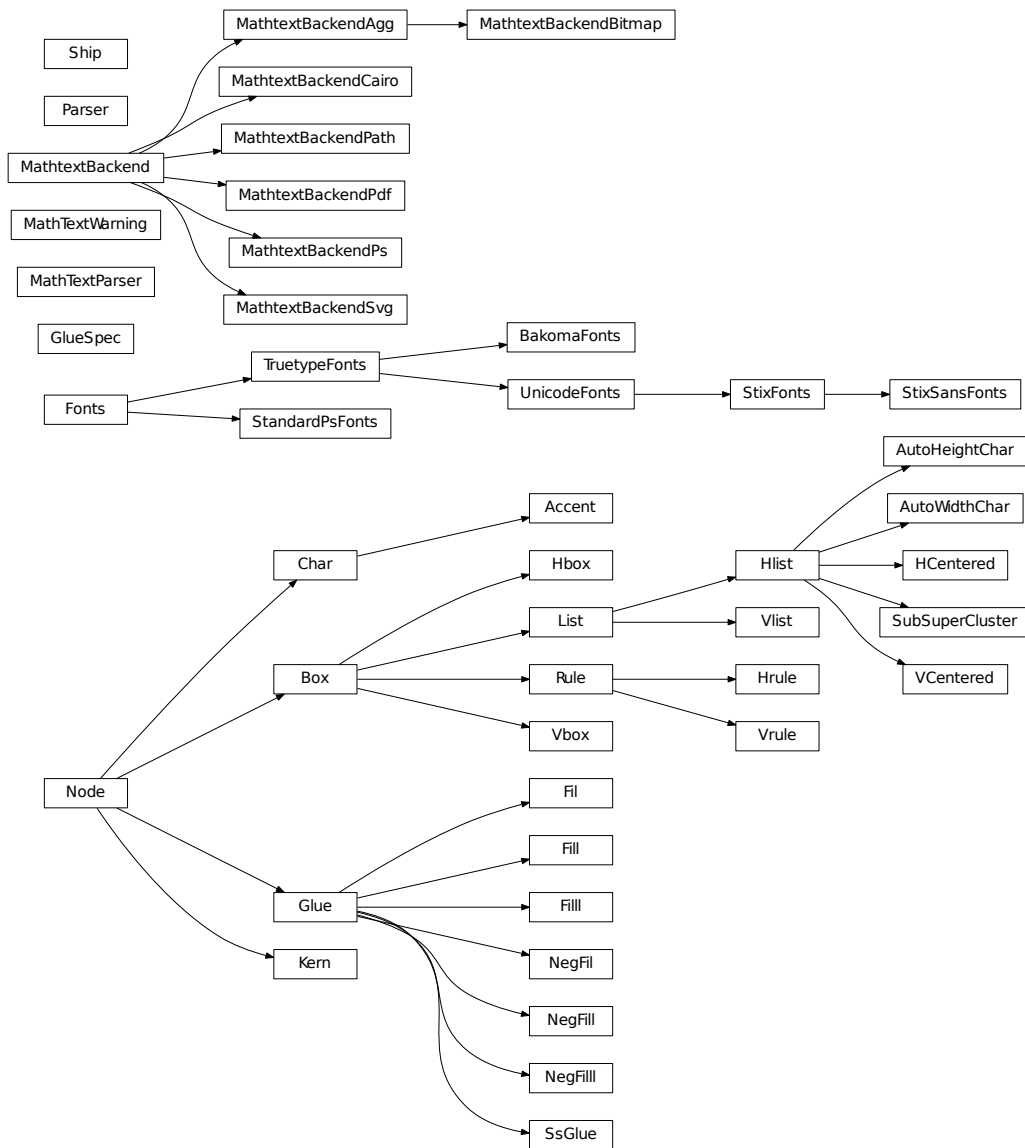 MathtextBackendAgg
MathtextBackendBitmap
Ship
MathtextBackendCairo
Parser
MathtextBackendPath
MathtextBackend
MathtextBackendPdf
MathTextWarning
MathtextBackendPs
MathTextParser
MathtextBackendSvg
GlueSpec
BakomaFonts
TruetypeFonts
UnicodeFonts
StixFonts
StixSansFonts
Fonts
StandardPsFonts
AutoHeightChar
Accent
AutoWidthChar
Char
Hbox
Hlist
HCentered
List
Vlist
SubSuperCluster
Box
Rule
Hrule
VCentered
Vbox
Vrule
Node
Fil
Fill
Glue
Filll
Kern
NegFil
NegFill
NegFilll
SsGlue